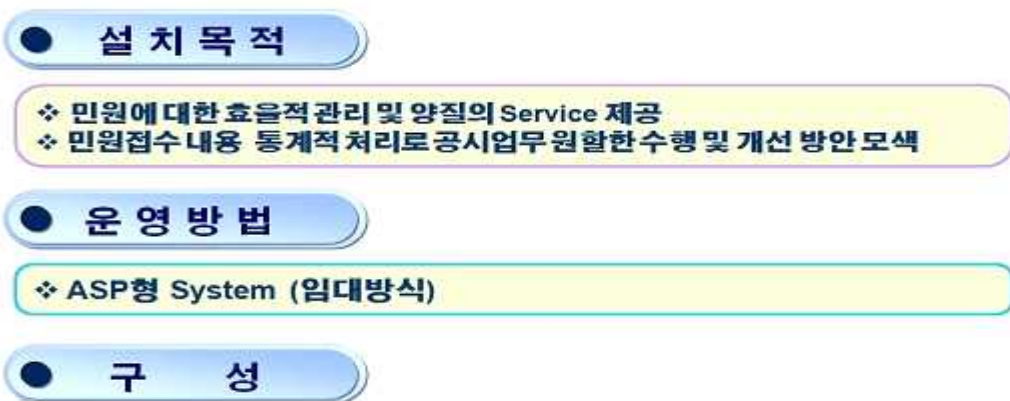 설 치 목 적
❖ 민원에 대한 효율적 관리 및 양질의 Service 제공
❖ 민원접수 내용 통계적 처리로 공시업무 원할한 수행 및 개선 방안 모색
운 영 방 법
❖ ASP형 System (임대방식)
구 성